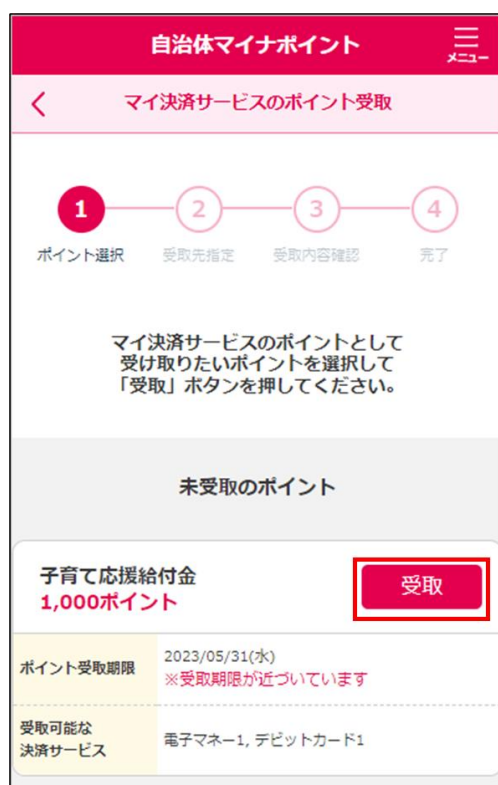 自治体マイナポイント
メニュー
マイ決済サービスのポイント受取
1
2
3
4
ポイント選択
受取先指定
受取内容確認
完了
マイ決済サービスのポイントとして
受け取りたいポイントを選択して
「受取」ボタンを押してください。
未受取のポイント
子育て応援給付金
1,000ポイント
受取
ポイント受取期限
2023/05/31(水)
※受取期限が近づいています
受取可能な
決済サービス
電子マネー1, デビットカード1